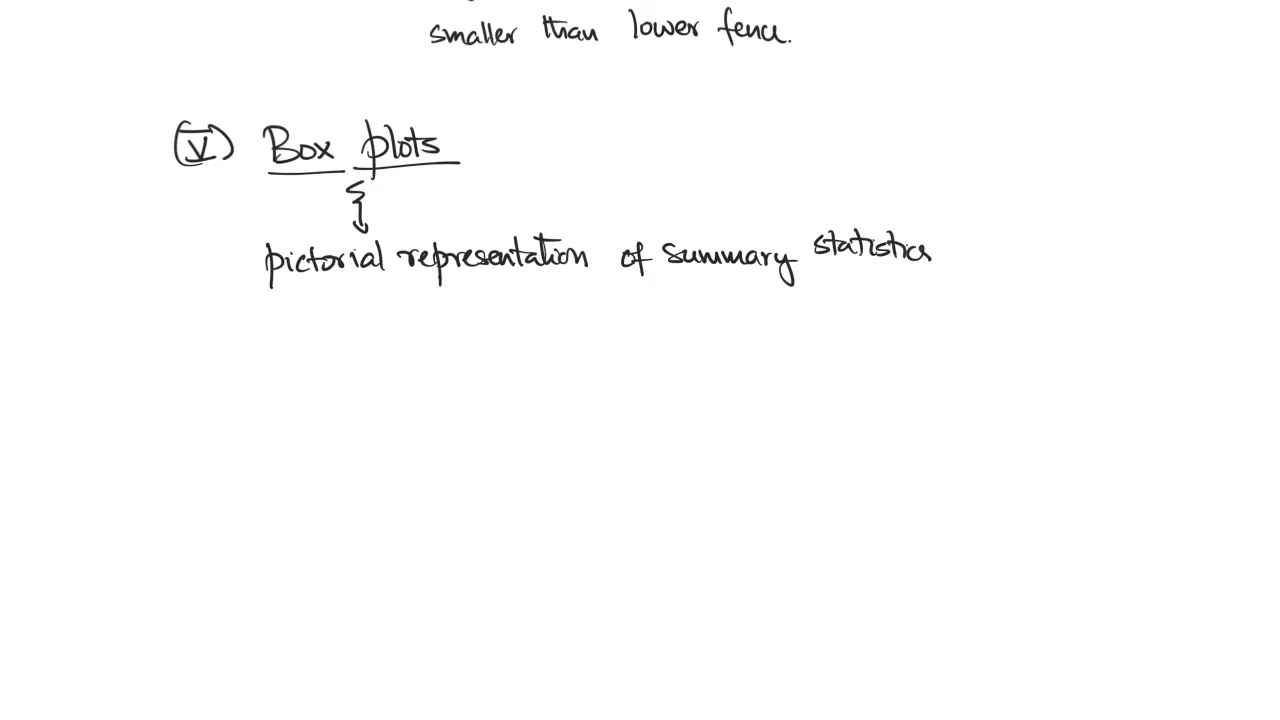 smaller than lower fence.
(V) Box plots
pictorial representation of summary statistics